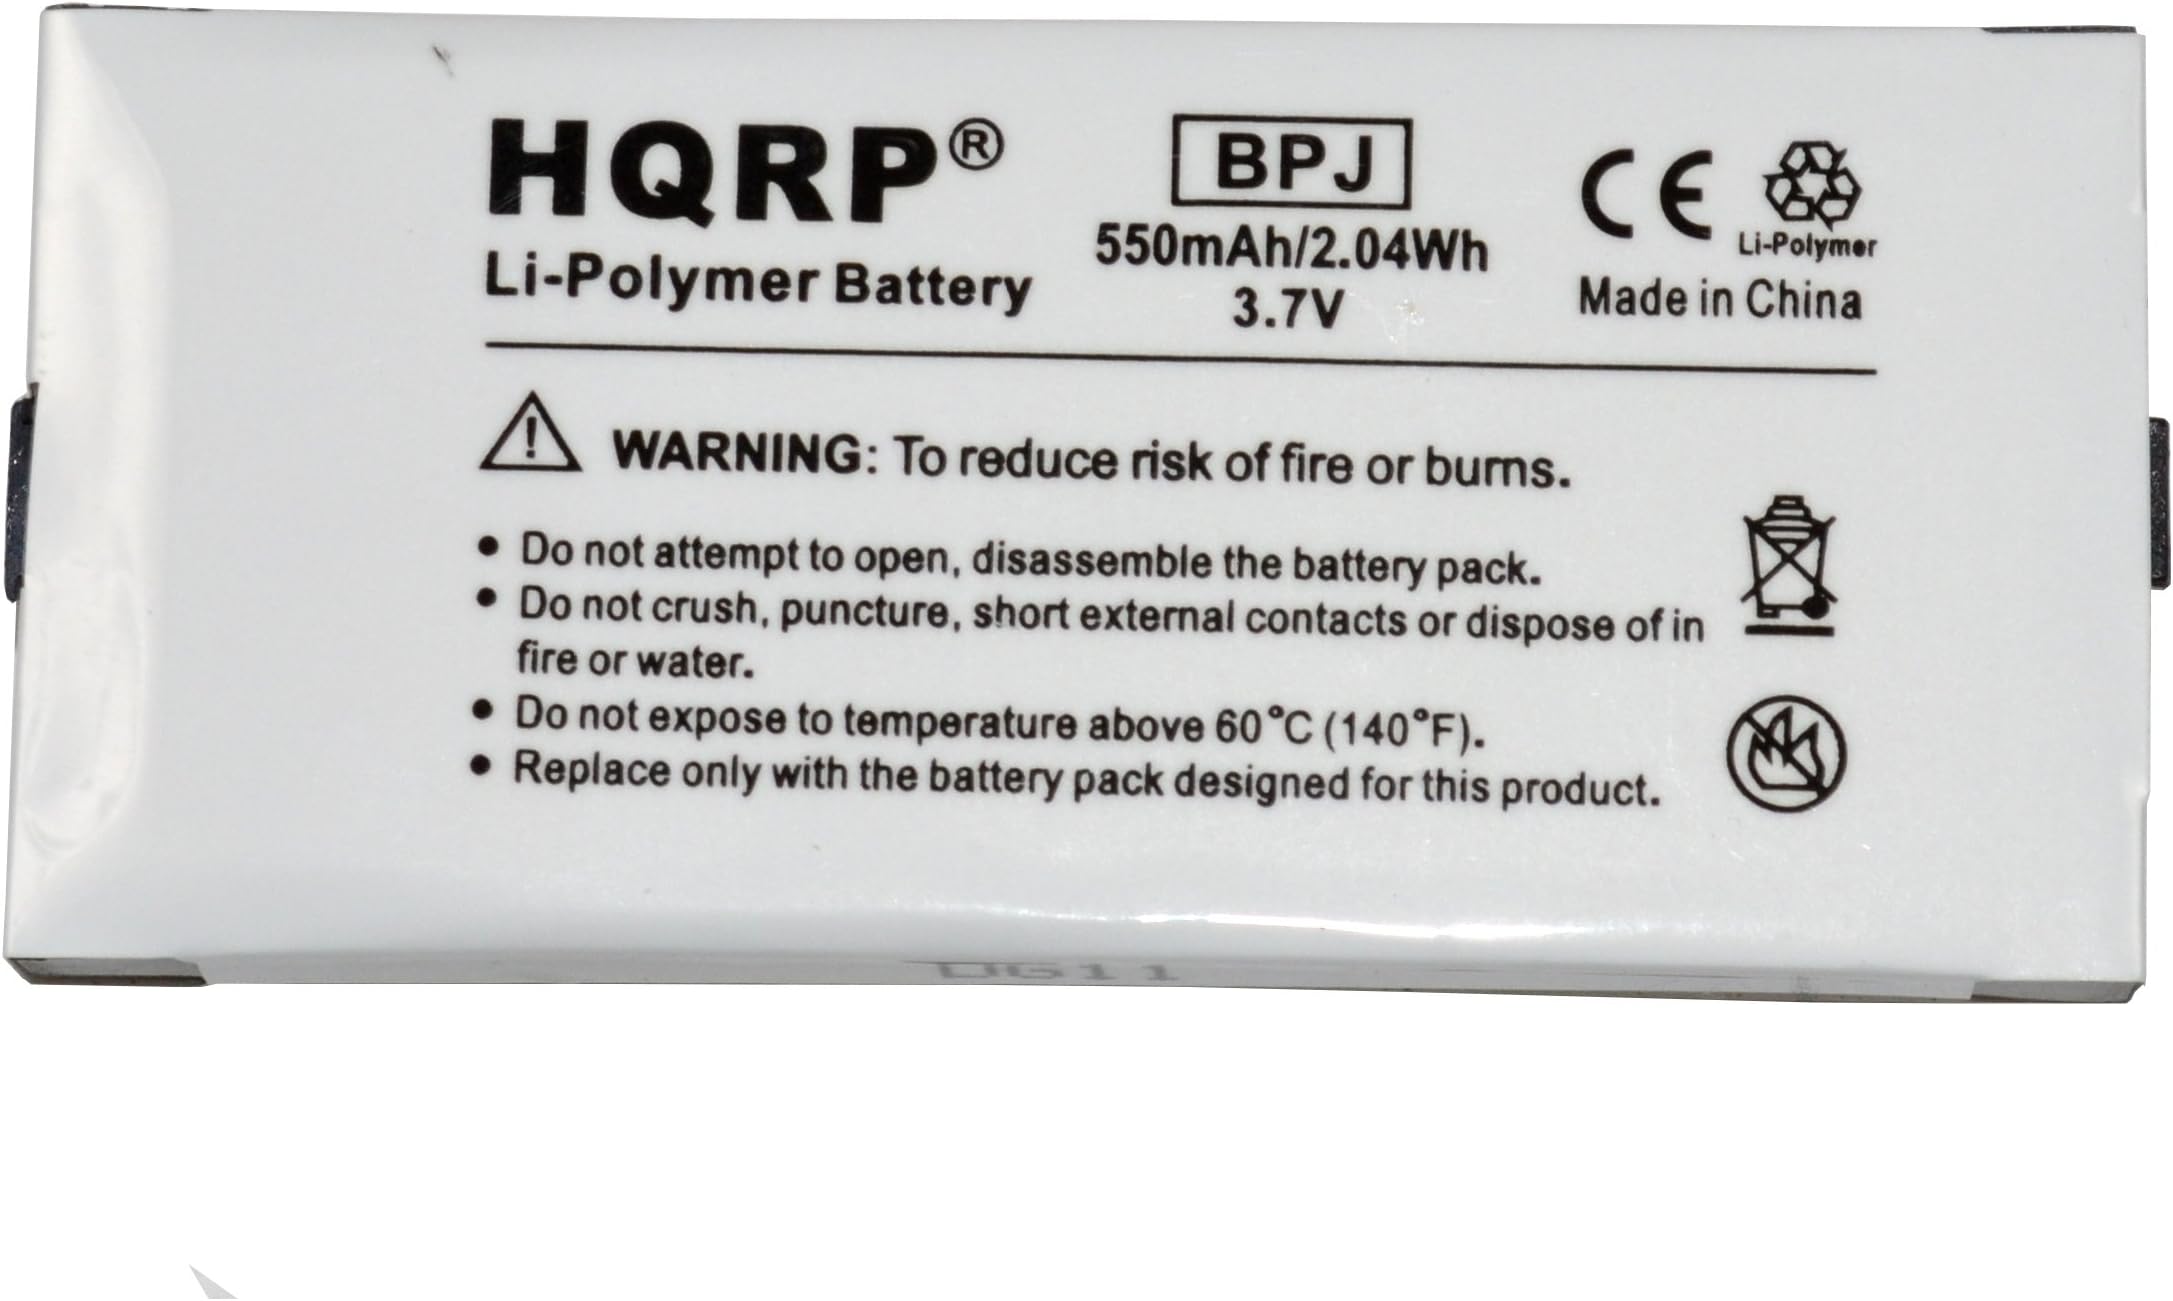 HQRP®
Li-Polymer Battery
BPJ
550mAh/2.04Wh
3.7V
CE
Li-Polymer
Made in China
WARNING: To reduce risk of fire or burns.
• Do not attempt to open, disassemble the battery pack.
• Do not crush, puncture, short external contacts or dispose of in
fire or water.
• Do not expose to temperature above 60°C (140°F).
• Replace only with the battery pack designed for this product.